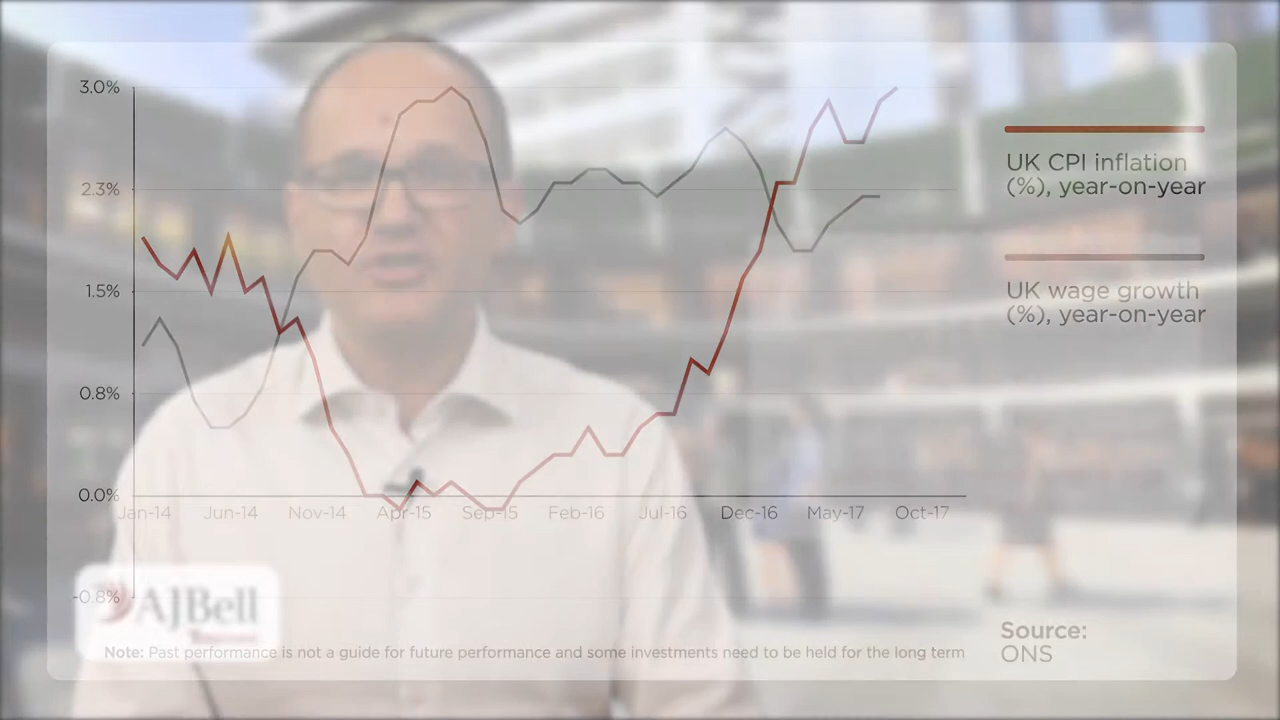 3.0%
2.3%
1.5%
0.8%
0.0%
-0.8%
Jan-14 Jun-14 Nov-14 Apr-15 Sep-15 Feb-16 Jul-16 Dec-16 May-17 Oct-17
UK CPI inflation
(%), year-on-year
UK wage growth
(%), year-on-year
AJBell
Note: Past performance is not a guide for future performance and some investments need to be held for the long term
Source:
ONS